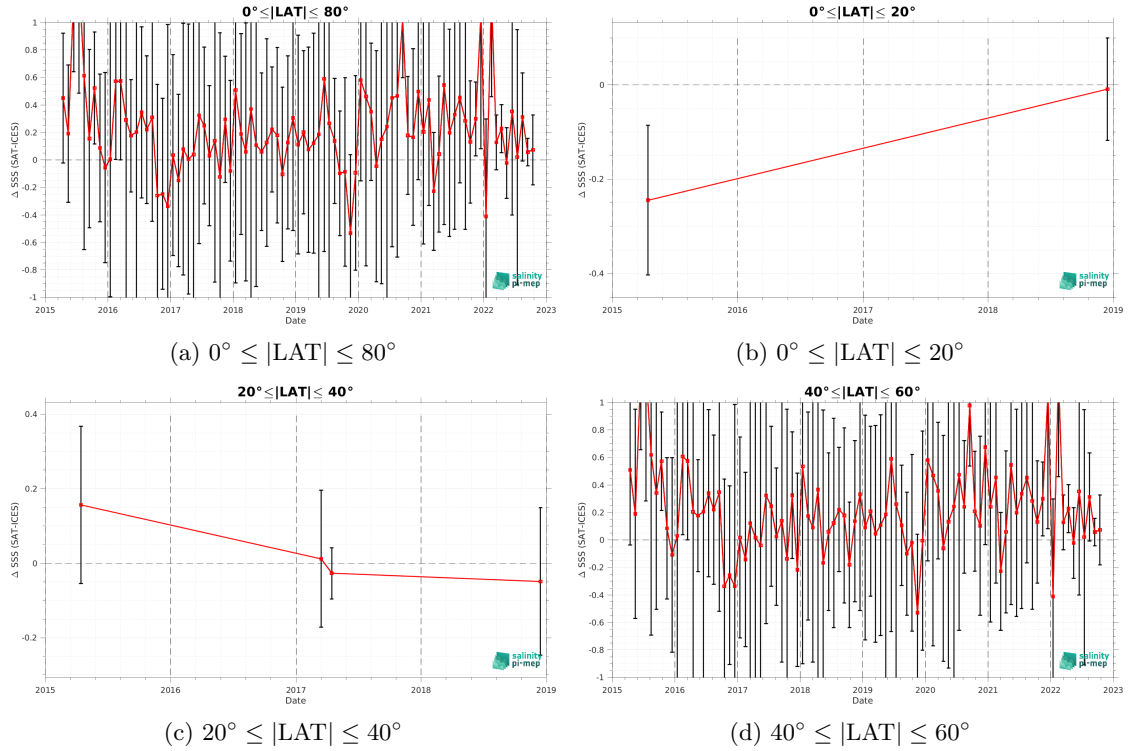 0°≤|LAT|≤ 80°
Δ SSS (SAT-ICES)
1
0.8
0.6
0.4
0.2
0
-0.2
-0.4
-0.6
-0.8
-1
2015 2016 2017 2018 2019 2020 2021 2022 2023
Date
salinity
pi-mep
(a) 0° ≤ |LAT| ≤ 80°
0°≤|LAT|≤ 20°
Δ SSS (SAT-ICES)
0
-0.2
-0.4
2015 2016 2017 2018 2019
Date
salinity
pi-mep
(b) 0° ≤ |LAT| ≤ 20°
20°≤|LAT|≤ 40°
Δ SSS (SAT-ICES)
0.4
0.2
0
-0.2
2015 2016 2017 2018 2019
Date
salinity
pi-mep
(c) 20° ≤ |LAT| ≤ 40°
40°≤|LAT|≤ 60°
Δ SSS (SAT-ICES)
1
0.8
0.6
0.4
0.2
0
-0.2
-0.4
-0.6
-0.8
-1
2015 2016 2017 2018 2019 2020 2021 2022 2023
Date
salinity
pi-mep
(d) 40° ≤ |LAT| ≤ 60°